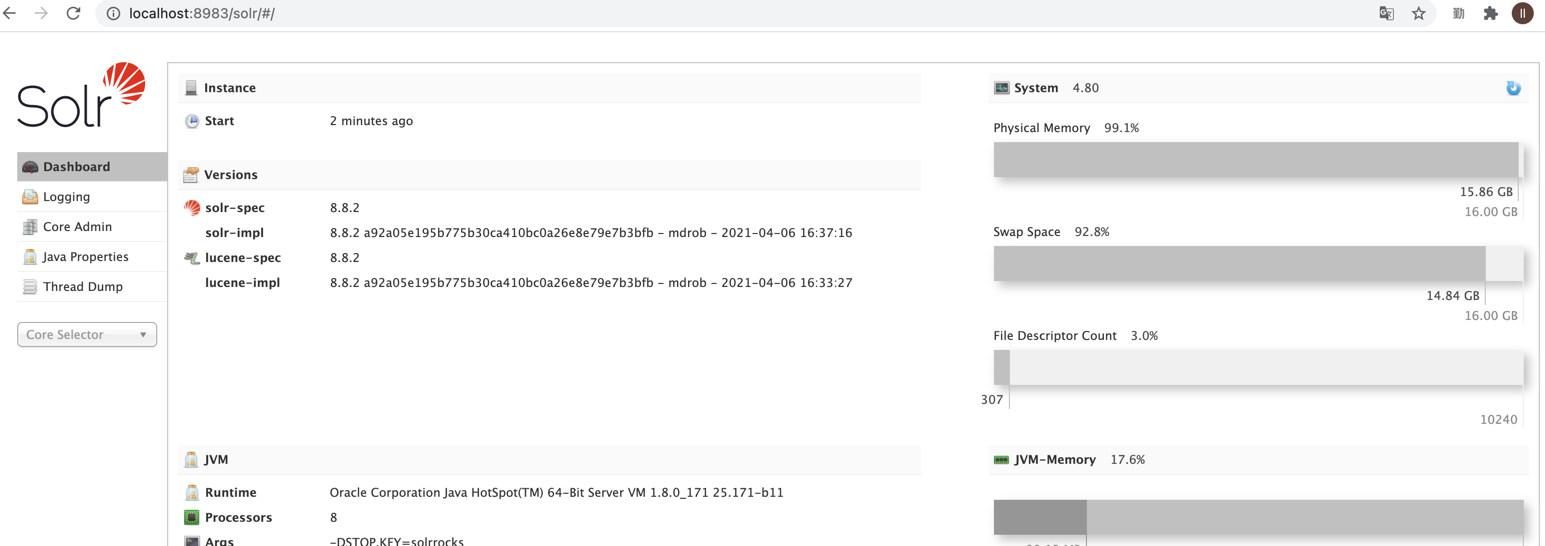 localhost:8983/solr/#/
勤
II
Solr
Dashboard
Logging
Core Admin
Java Properties
Thread Dump
Core Selector
Instance
Start 2 minutes ago
Versions
solr-spec 8.8.2
solr-impl 8.8.2 a92a05e195b775b30ca410bc0a26e8e79e7b3bfb - mdrob - 2021-04-06 16:37:16
lucene-spec 8.8.2
lucene-impl 8.8.2 a92a05e195b775b30ca410bc0a26e8e79e7b3bfb - mdrob - 2021-04-06 16:33:27
JVM
Runtime Oracle Corporation Java HotSpot(TM) 64-Bit Server VM 1.8.0_171 25.171-b11
Processors 8
Args -DSTOP.KEY=solrrocks
System 4.80
Physical Memory 99.1%
15.86 GB
16.00 GB
Swap Space 92.8%
14.84 GB
16.00 GB
File Descriptor Count 3.0%
307
10240
JVM-Memory 17.6%